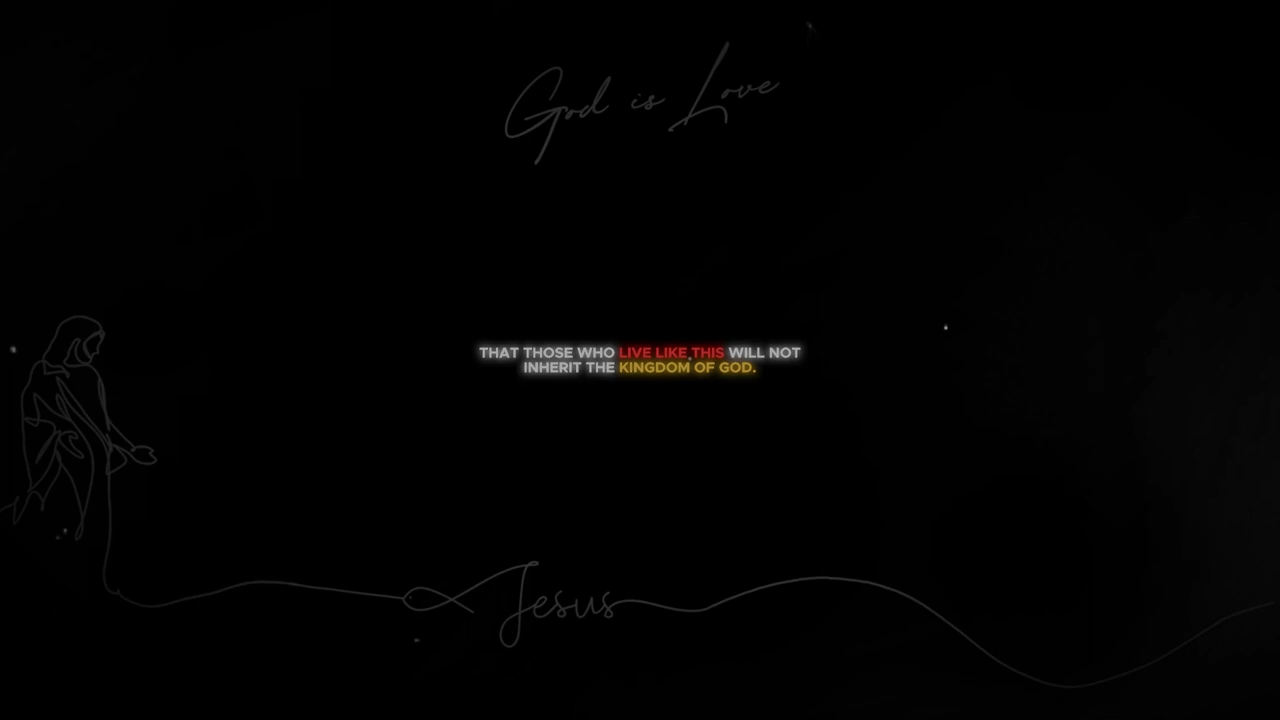 God is Love
THAT THOSE WHO LIVE LIKE THIS WILL NOT
INHERIT THE KINGDOM OF GOD.
Jesus